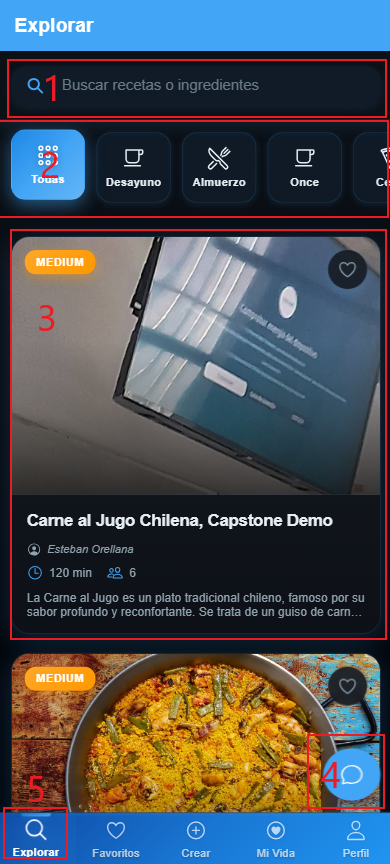 Explorar
1
Buscar recetas o ingredientes
2
Todas
Desayuno
Almuerzo
Once
Ce
MEDIUM
3
Carne al Jugo Chilena, Capstone Demo
Esteban Orellana
120 min 6
La Carne al Jugo es un plato tradicional chileno, famoso por su
sabor profundo y reconfortante. Se trata de un guiso de carn...
MEDIUM
4
5
Explorar
Favoritos
Crear
Mi Vida
Perfil